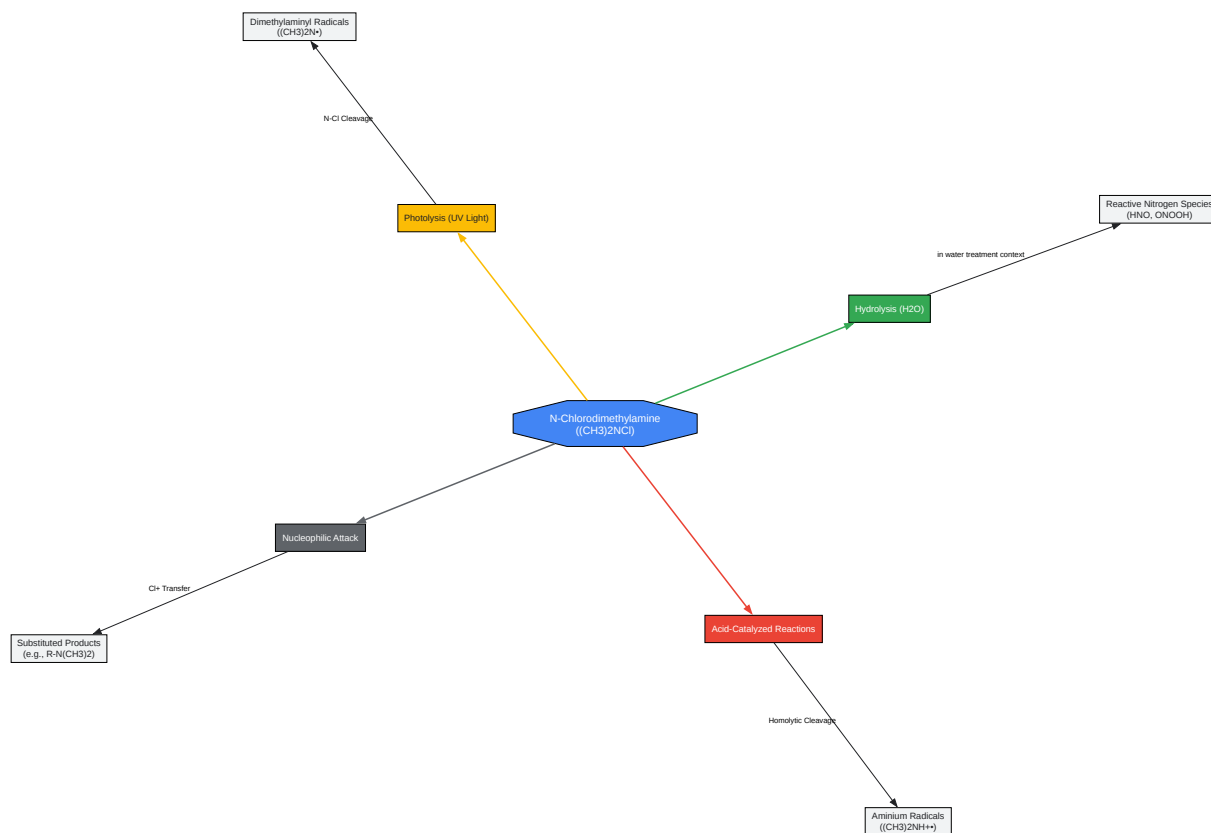 Dimethylaminyl Radicals
((CH3)2N•)
N-Cl Cleavage
Photolysis (UV Light)
Reactive Nitrogen Species
(HNO, ONOOH)
in water treatment context
Hydrolysis (H2O)
N-Chlorodimethylamine
((CH3)2NCl)
Nucleophilic Attack
Cl+ Transfer
Substituted Products
(e.g., R-N(CH3)2)
Acid-Catalyzed Reactions
Homolytic Cleavage
Aminium Radicals
((CH3)2NH+•)